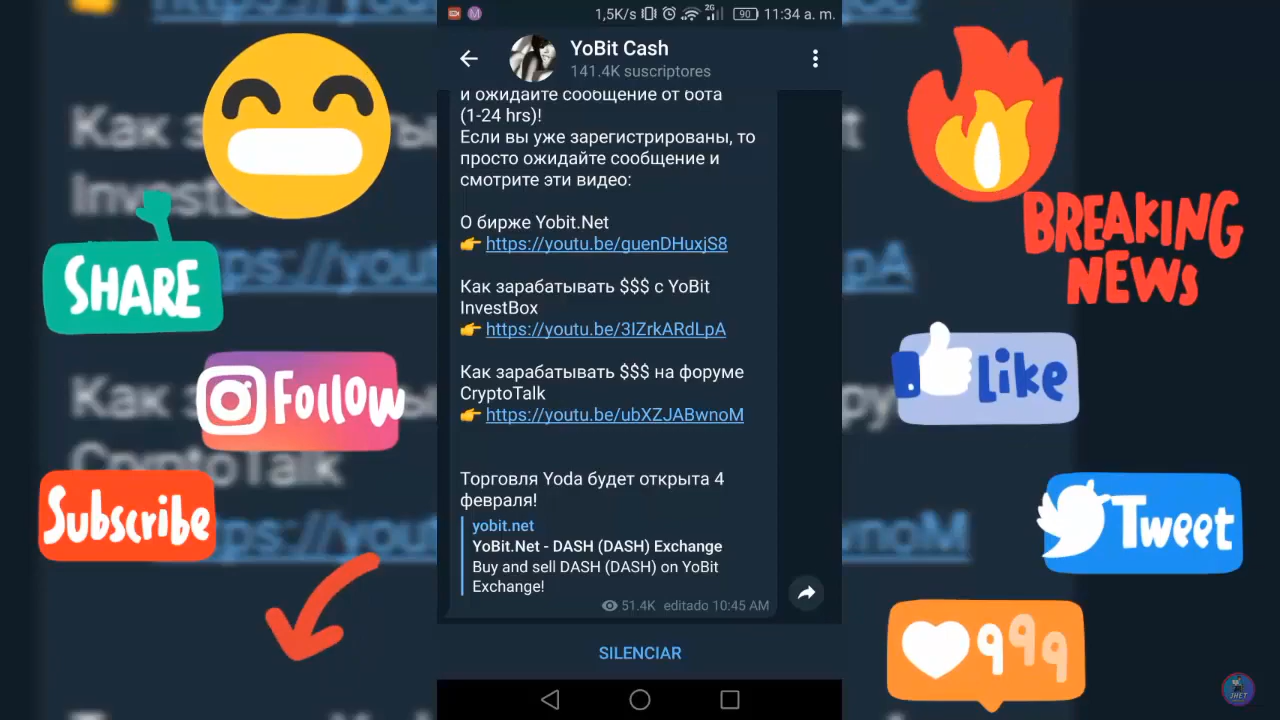 1,5K/s 2G 90 11:34 a. m.
YoBit Cash
141.4K suscriptores
и ожидайте сообщение от бота
(1-24 hrs)!
Если вы уже зарегистрированы, то
просто ожидайте сообщение и
смотрите эти видео:
О бирже Yobit.Net
👉 https://youtu.be/quenDHuxjS8
Как зарабатывать $$$ с YoBit
InvestBox
👉 https://youtu.be/3IZrkARdLpA
Как зарабатывать $$$ на форуме
CryptoTalk
👉 https://youtu.be/ubXZJABwnoM
Торговля Yoda будет открыта 4
февраля!
yobit.net
YoBit.Net - DASH (DASH) Exchange
Buy and sell DASH (DASH) on YoBit
Exchange!
51.4K editado 10:45 AM
SILENCIAR
SHARE
Follow
Subscribe
BREAKING
NEWS
Like
Tweet
999
JHET